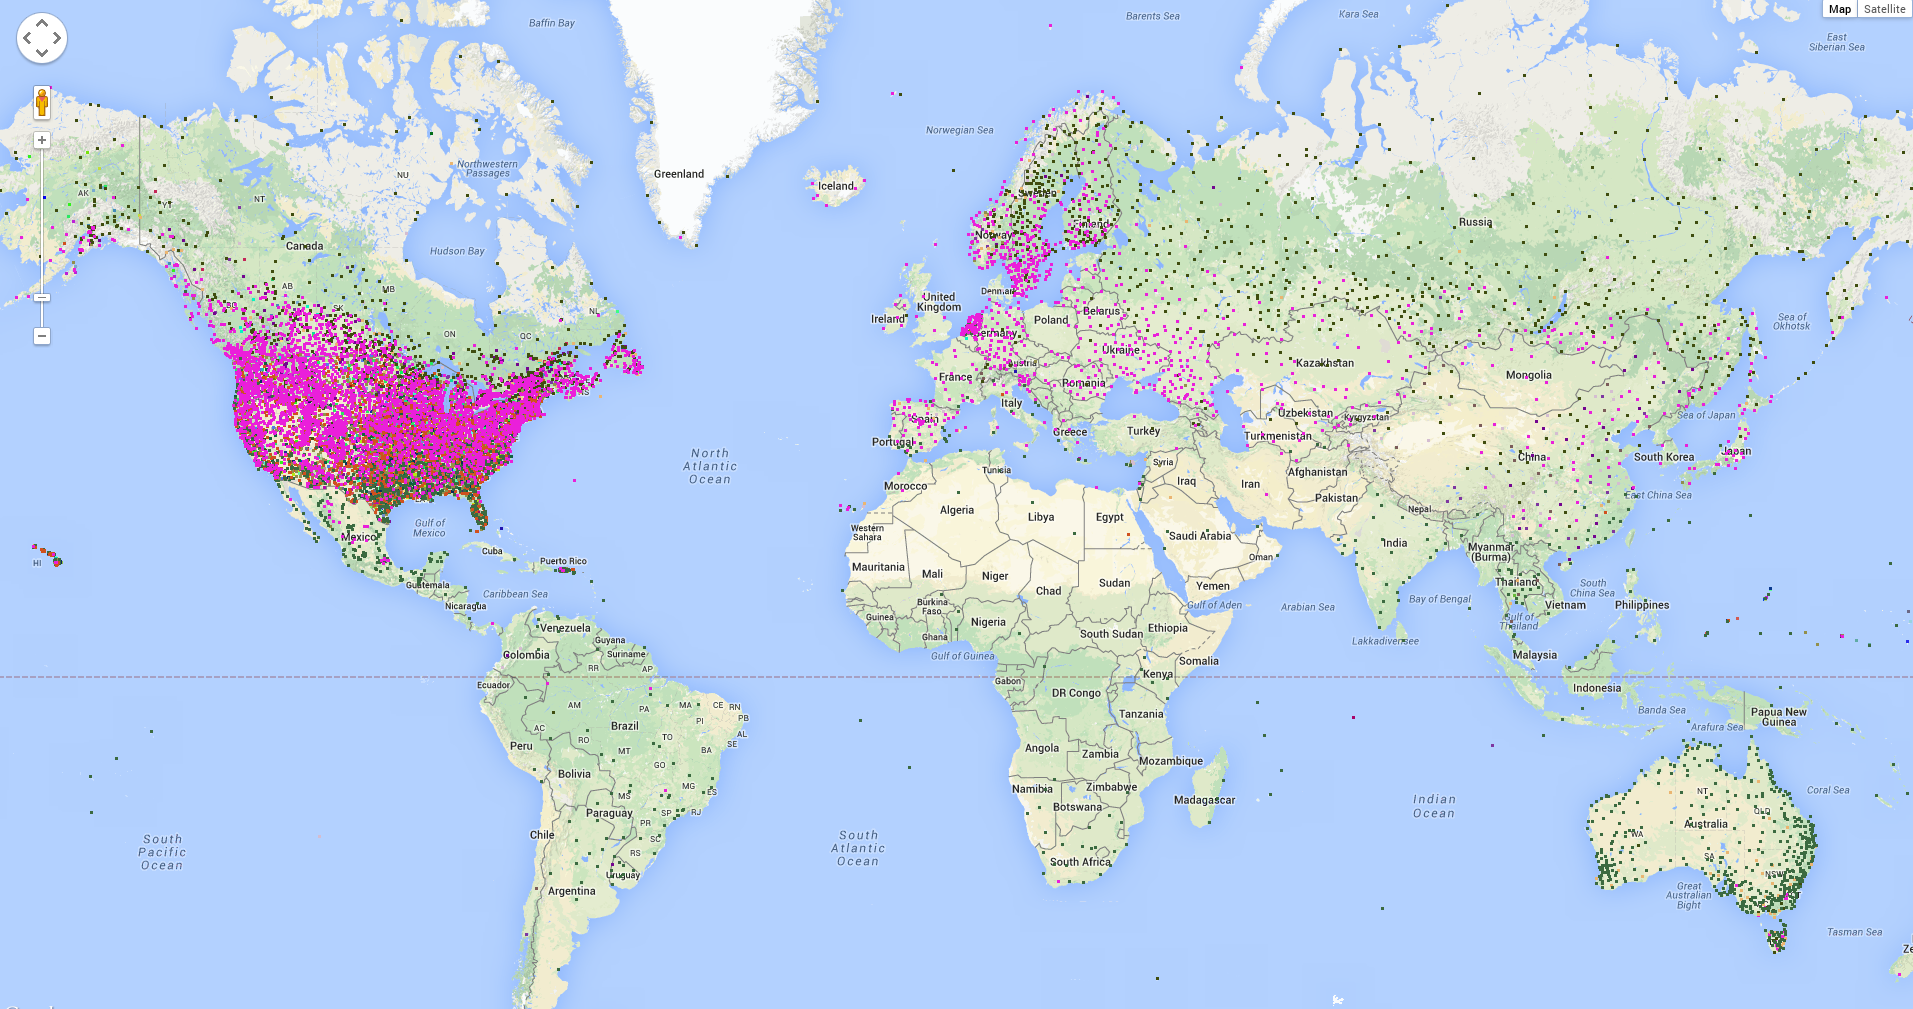 Map
Satellite
Baffin Bay
Barents Sea
Kara Sea
East
Siberian Sea
Norwegian Sea
Northwestern
Passages
NU
Greenland
Iceland
AK
YT
NT
Sweden
Finland
Norway
Russia
Canada
Hudson Bay
AB
MB
BC
SK
NL
ON
QC
NS
Denmark
United
Kingdom
Ireland
Poland
Belarus
Germany
Ukraine
Austria
France
Romania
Kazakhstan
Mongolia
Sea of
Okhotsk
Italy
Spain
Portugal
Greece
Turkey
Uzbekistan
Kyrgyzstan
Turkmenistan
Sea of Japan
China
South Korea
Japan
North
Atlantic
Ocean
Tunisia
Syria
Iraq
Iran
Afghanistan
Pakistan
Morocco
Algeria
Libya
Egypt
East China Sea
Nepal
Western
Sahara
Saudi Arabia
India
Myanmar
(Burma)
Oman
Gulf of
Mexico
Mexico
Cuba
Puerto Rico
HI
Mauritania
Mali
Niger
Chad
Sudan
Yemen
Thailand
South
China Sea
Guatemala
Caribbean Sea
Nicaragua
Burkina
Faso
Gulf of Aden
Arabian Sea
Bay of Bengal
Vietnam
Philippines
Guinea
Ghana
Nigeria
South Sudan
Ethiopia
Gulf of
Thailand
Lakkadiversee
Venezuela
Guyana
Suriname
Colombia
Gulf of Guinea
Somalia
Malaysia
RR
AP
Ecuador
Gabon
DR Congo
Kenya
Indonesia
AM
PA
MA
CE
RN
PB
PI
AL
SE
Tanzania
Banda Sea
Papua New
Guinea
Arafura Sea
AC
Brazil
TO
RO
Peru
MT
BA
Angola
Zambia
Mozambique
GO
Bolivia
MG
ES
MS
Namibia
Zimbabwe
Botswana
Madagascar
NT
Coral Sea
Paraguay
SP
RJ
PR
Indian
Ocean
QLD
Australia
WA
South
Pacific
Ocean
Chile
SC
RS
South
Atlantic
Ocean
SA
South Africa
Uruguay
Argentina
NSW
Great
Australian
Bight
Tasman Sea
Ze